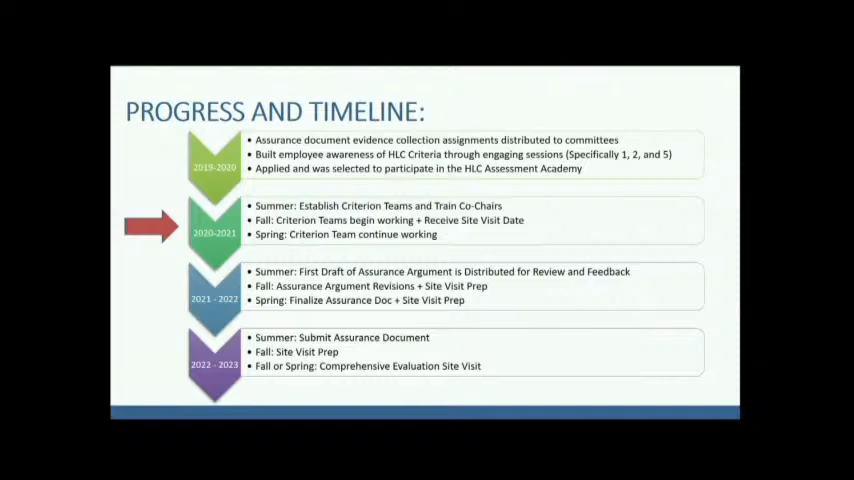 PROGRESS AND TIMELINE:
2019-2020
• Assurance document evidence collection assignments distributed to committees
• Built employee awareness of HLC Criteria through engaging sessions (Specifically 1, 2, and 5)
• Applied and was selected to participate in the HLC Assessment Academy
2020-2021
• Summer: Establish Criterion Teams and Train Co-Chairs
• Fall: Criterion Teams begin working + Receive Site Visit Date
• Spring: Criterion Team continue working
2021 - 2022
• Summer: First Draft of Assurance Argument is Distributed for Review and Feedback
• Fall: Assurance Argument Revisions + Site Visit Prep
• Spring: Finalize Assurance Doc + Site Visit Prep
2022 - 2023
• Summer: Submit Assurance Document
• Fall: Site Visit Prep
• Fall or Spring: Comprehensive Evaluation Site Visit